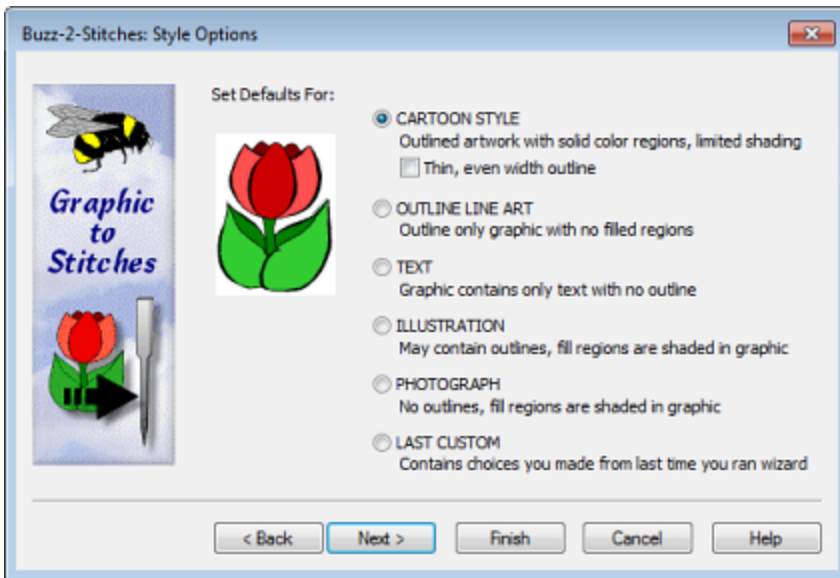 Buzz-2-Stitches: Style Options
Graphic
to
Stitches
Set Defaults For:
CARTOON STYLE
Outlined artwork with solid color regions, limited shading
Thin, even width outline
OUTLINE LINE ART
Outline only graphic with no filled regions
TEXT
Graphic contains only text with no outline
ILLUSTRATION
May contain outlines, fill regions are shaded in graphic
PHOTOGRAPH
No outlines, fill regions are shaded in graphic
LAST CUSTOM
Contains choices you made from last time you ran wizard
< Back
Next >
Finish
Cancel
Help